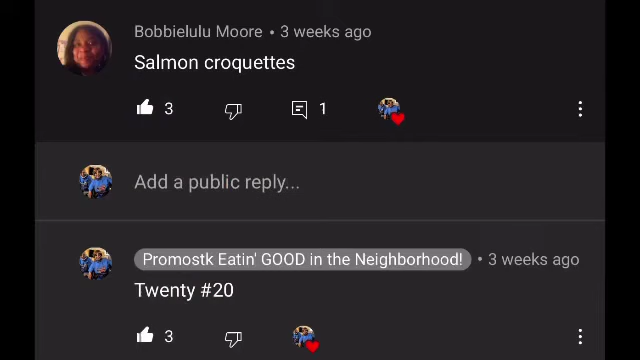 Bobbielulu Moore • 3 weeks ago
Salmon croquettes
3 1
Add a public reply...
Promostk Eatin' GOOD in the Neighborhood! • 3 weeks ago
Twenty #20
3